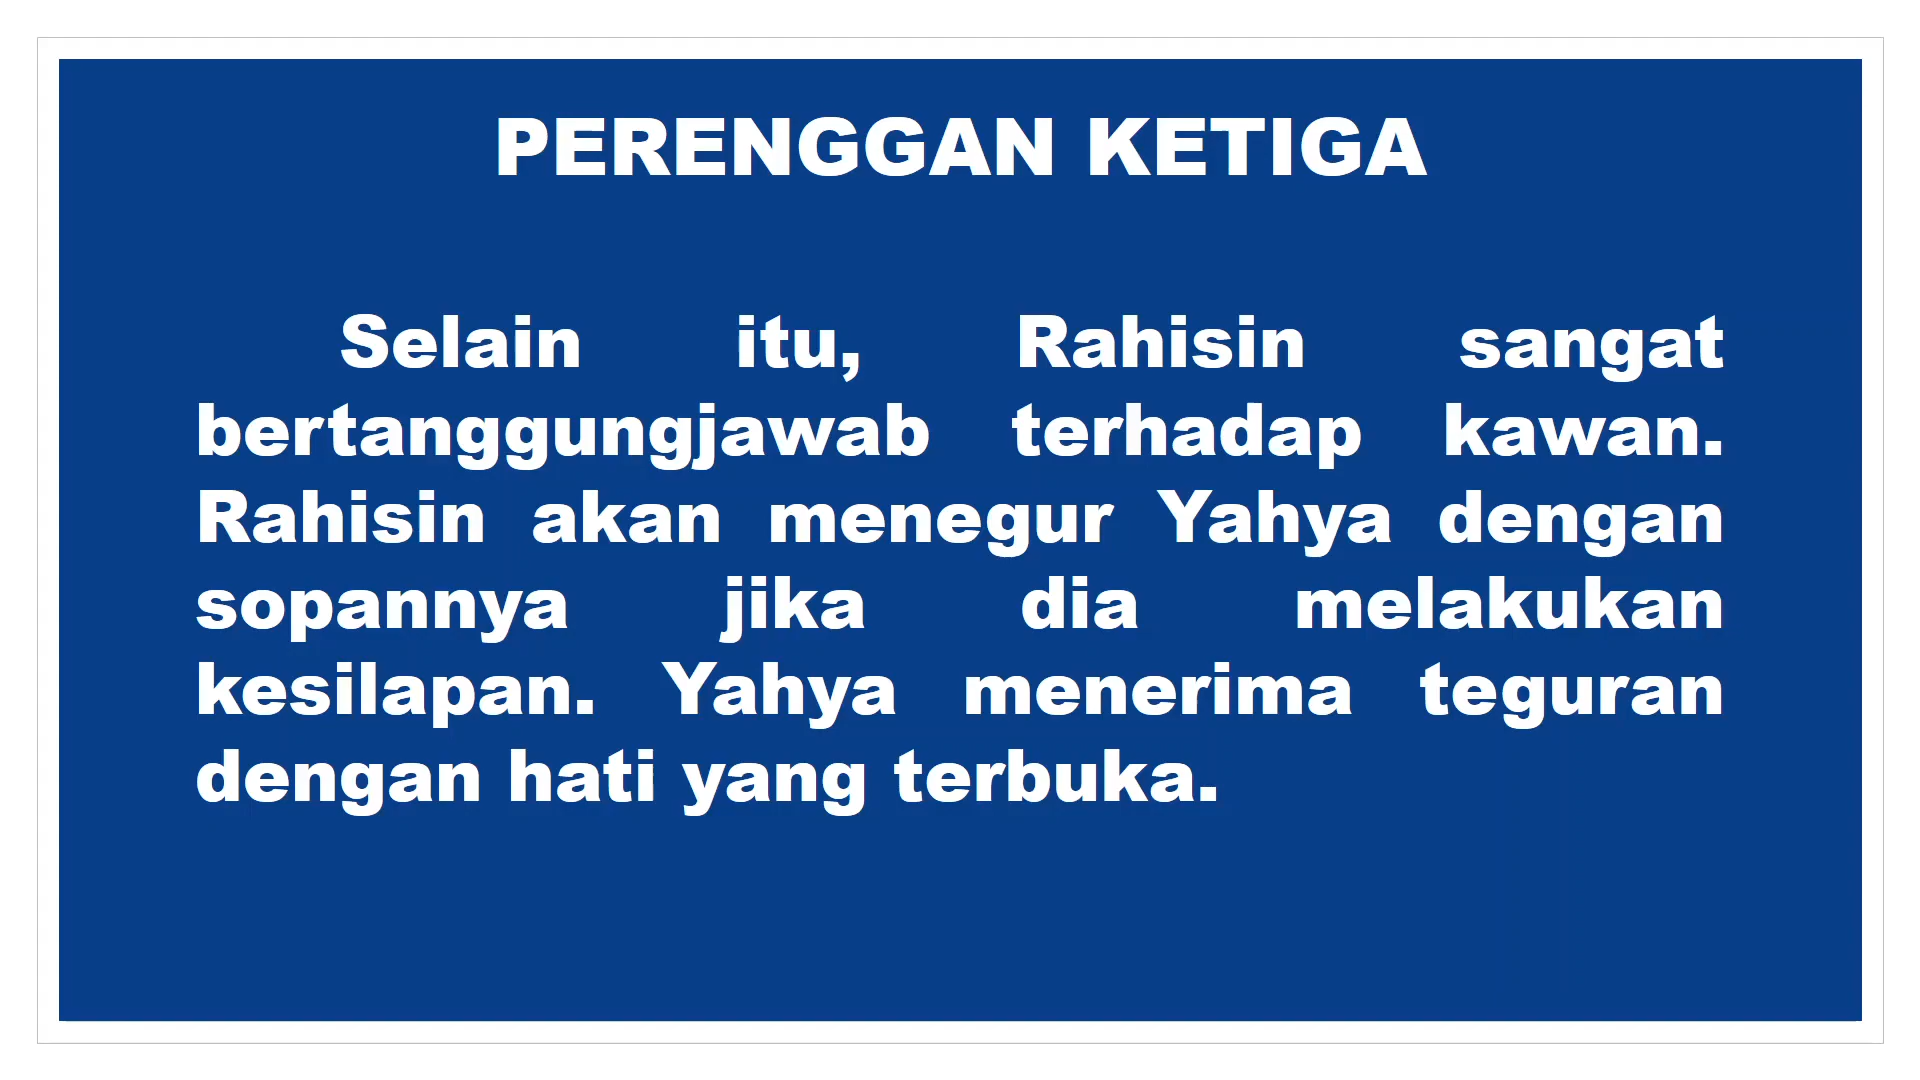 PERENGGAN KETIGA
Selain itu, Rahisin sangat
bertanggungjawab terhadap kawan.
Rahisin akan menegur Yahya dengan
sopannya jika dia melakukan
kesilapan. Yahya menerima teguran
dengan hati yang terbuka.